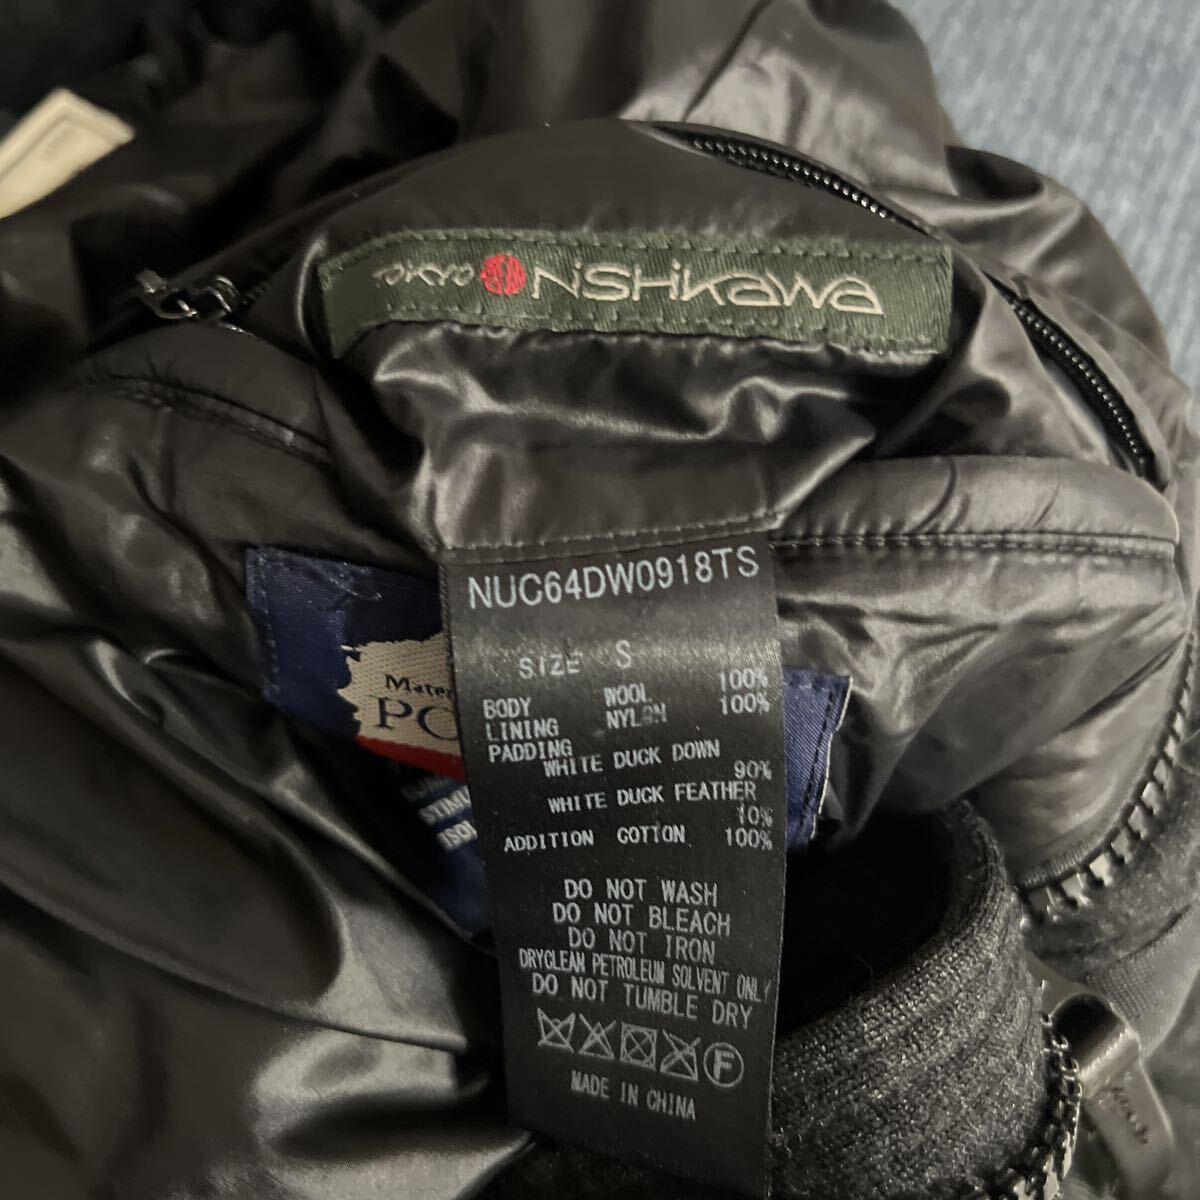 TOKYO NiSHiKawa
NUC64DW0918TS
SIZE S
BODY WOOL 100%
LINING NYLON 100%
PADDING
WHITE DUCK DOWN
90%
WHITE DUCK FEATHER
10%
ADDITION COTTON 100%
DO NOT WASH
DO NOT BLEACH
DO NOT IRON
DRYCLEAN PETROLEUM SOLVENT ONLY
DO NOT TUMBLE DRY
F
MADE IN CHINA